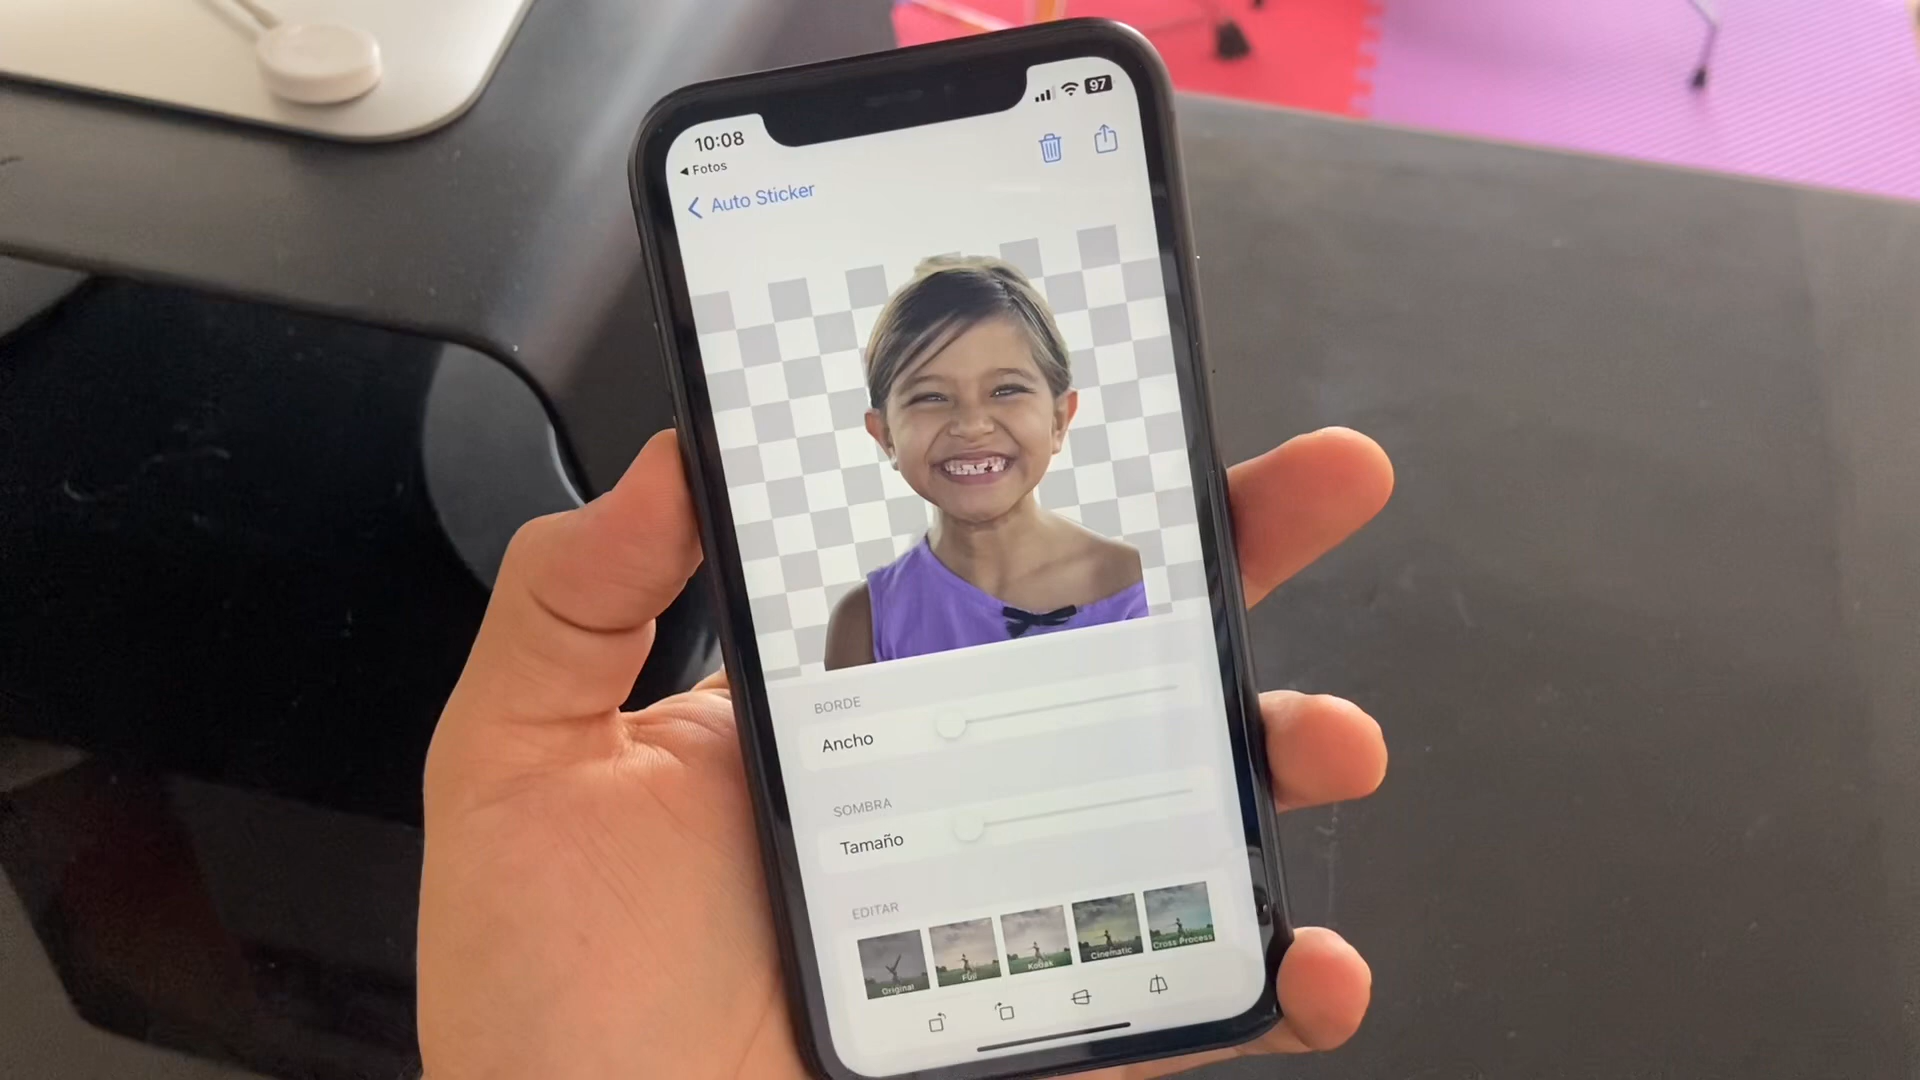 10:08
97
◀ Fotos
Auto Sticker
BORDE
Ancho
SOMBRA
Tamaño
EDITAR
Original
Fuji
Kodak
Cinematic
Cross Process